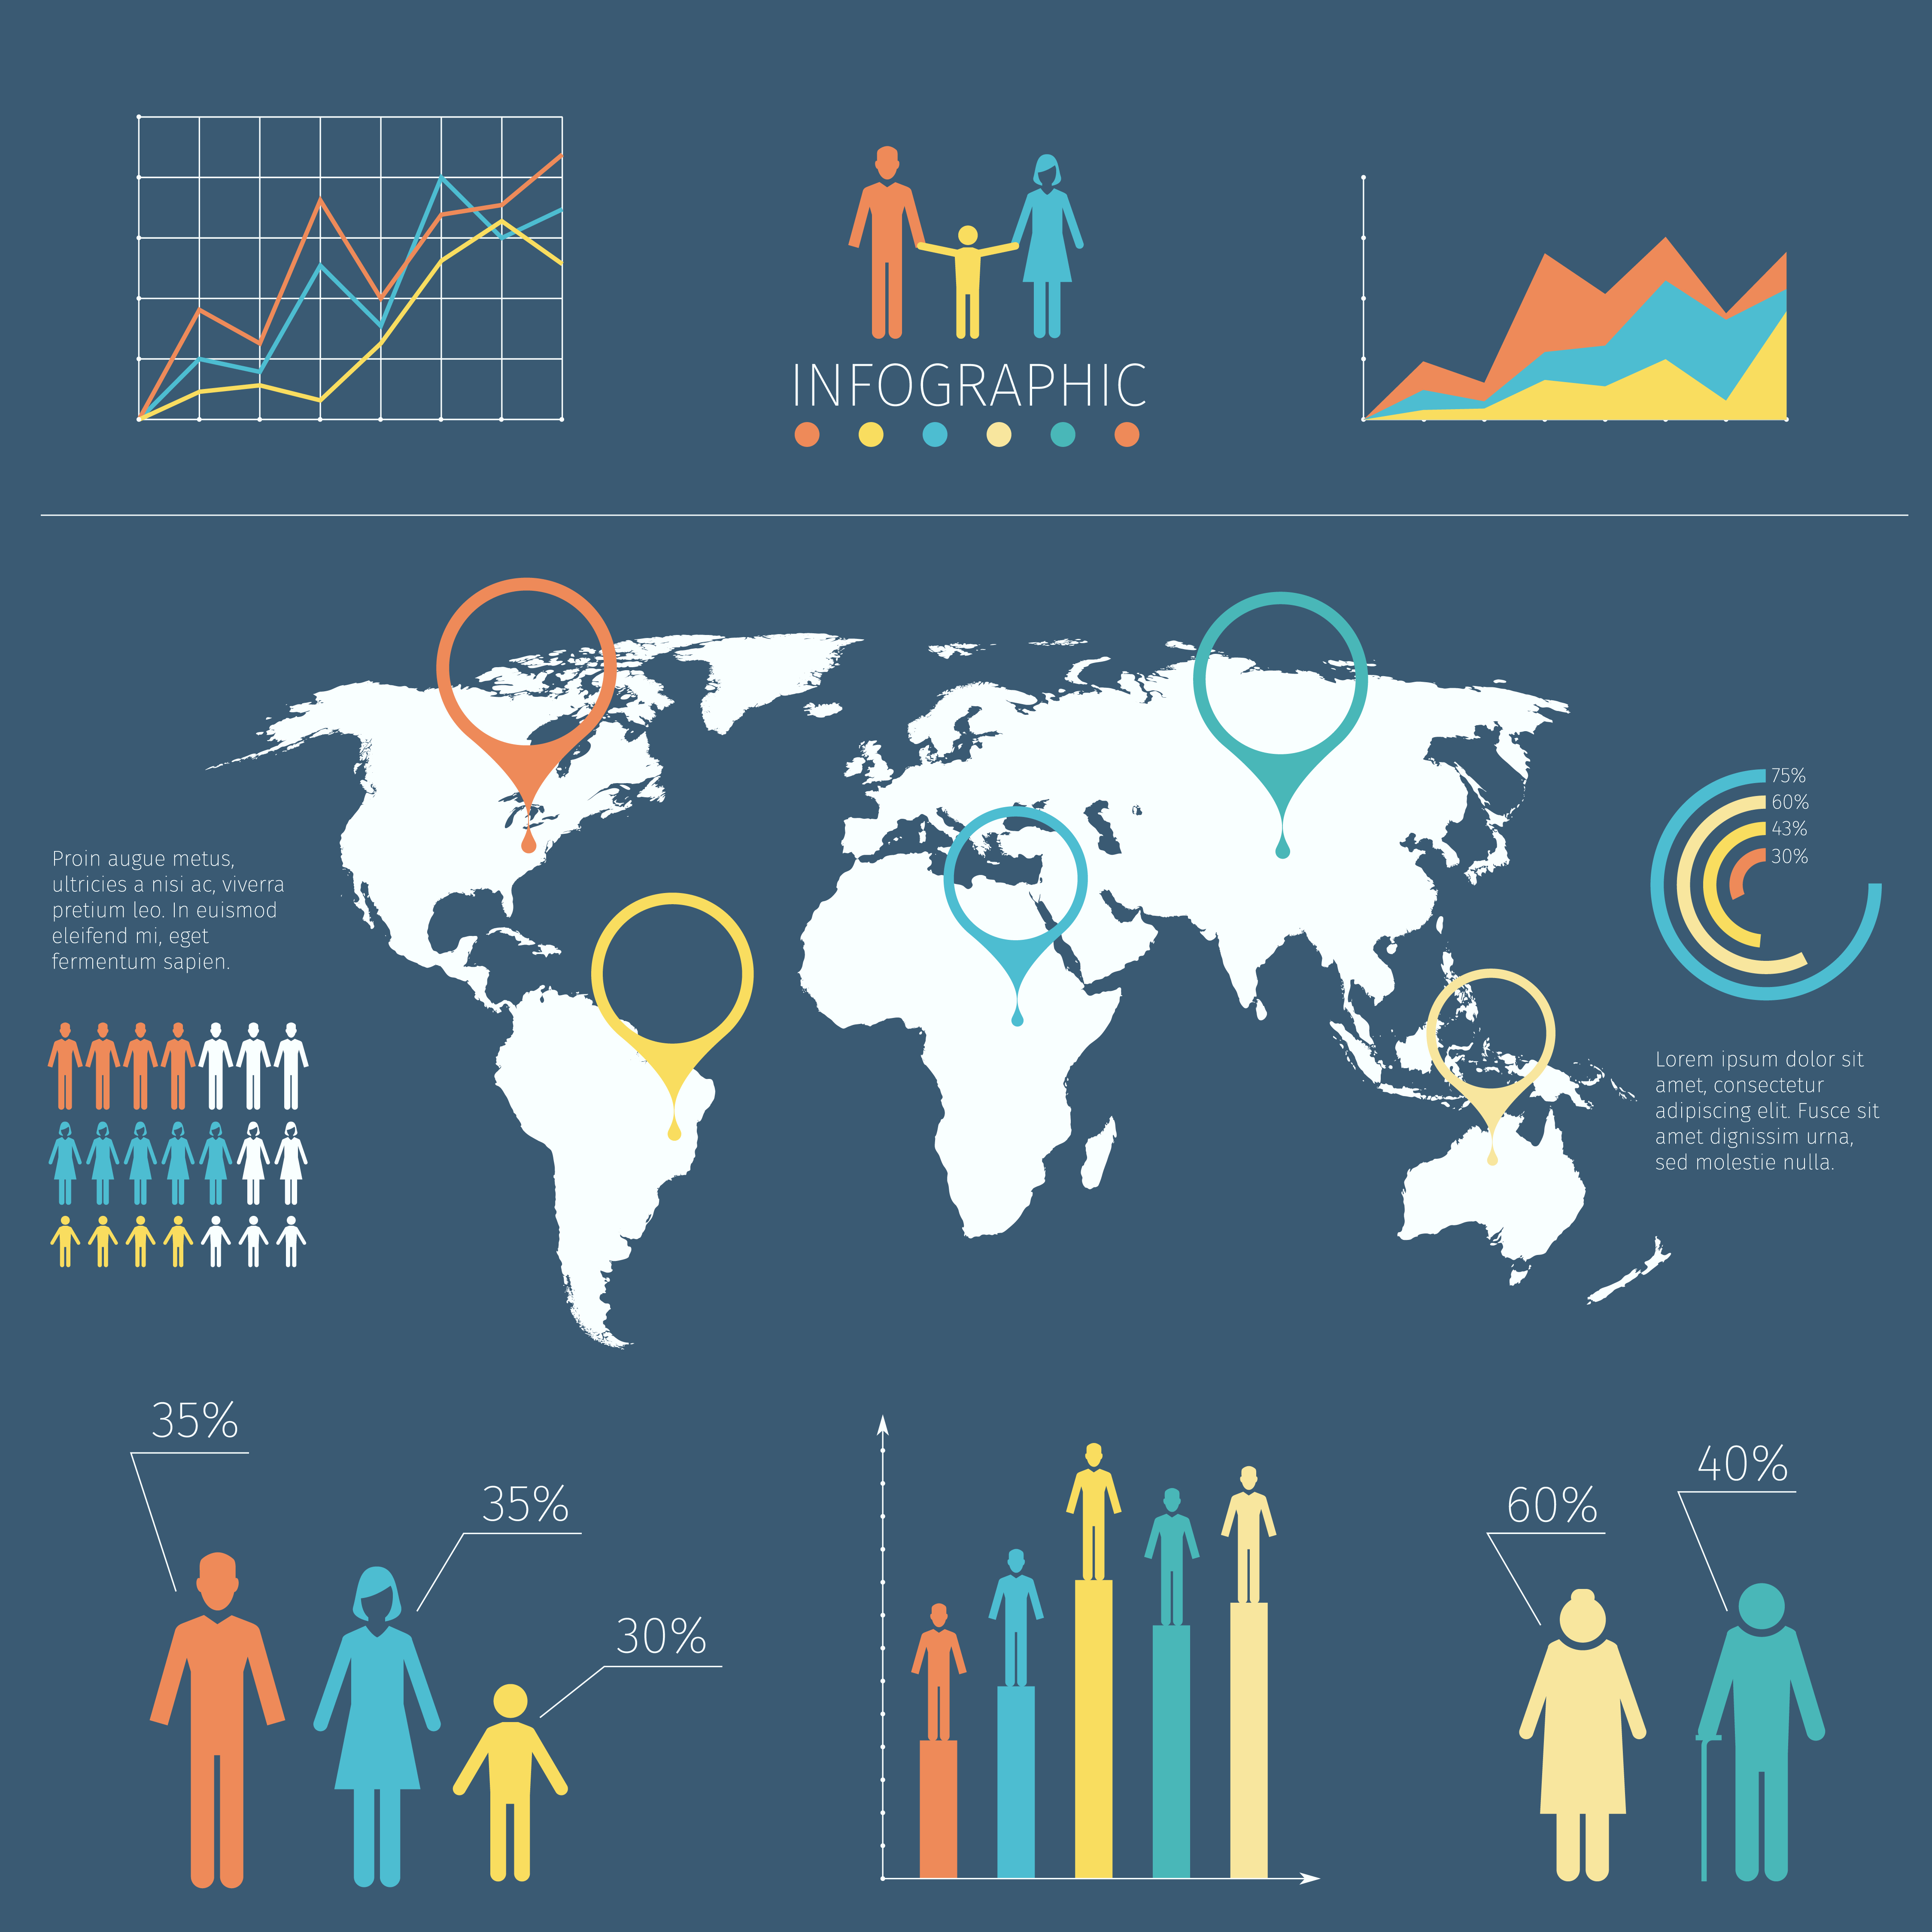 INFOGRAPHIC
75%
60%
43%
30%
Proin augue metus,
ultricies a nisi ac, viverra
pretium leo. In euismod
eleifend mi, eget
fermentum sapien.
Lorem ipsum dolor sit
amet, consectetur
adipiscing elit. Fusce sit
amet dignissim urna,
sed molestie nulla.
35%
35%
30%
60%
40%